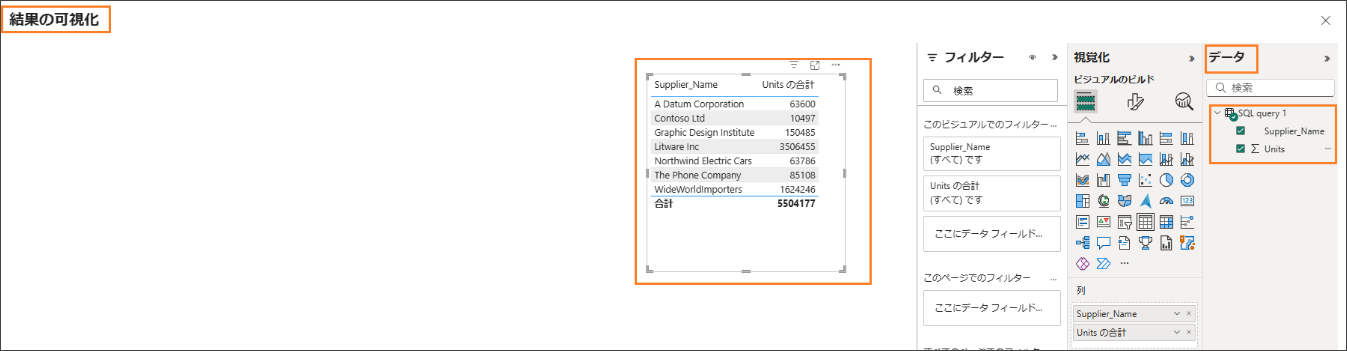 結果の可視化
Supplier_Name Units の合計
A Datum Corporation 63600
Contoso Ltd 10497
Graphic Design Institute 150485
Litware Inc 3506455
Northwind Electric Cars 63786
The Phone Company 85108
WideWorldImporters 1624246
合計 5504177
フィルター
検索
このビジュアルでのフィルター...
Supplier_Name
(すべて) です
Units の合計
(すべて) です
ここにデータ フィールド...
このページでのフィルター ...
ここにデータ フィールド...
視覚化
ビジュアルのビルド
123
...
列
Supplier_Name
Units の合計
データ
検索
SQL query 1
Supplier_Name
Σ Units ...